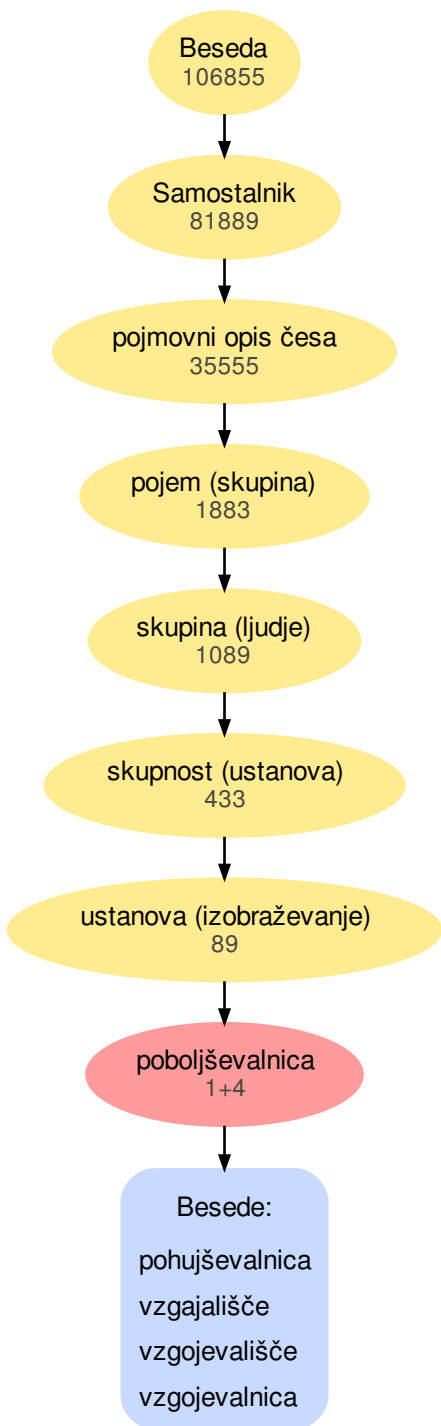 Beseda
106855
Samostalnik
81889
pojmovni opis česa
35555
pojem (skupina)
1883
skupina (ljudje)
1089
skupnost (ustanova)
433
ustanova (izobraževanje)
89
poboljševalnica
1+4
Besede:
pohujševalnica
vzgajališče
vzgojevališče
vzgojevalnica